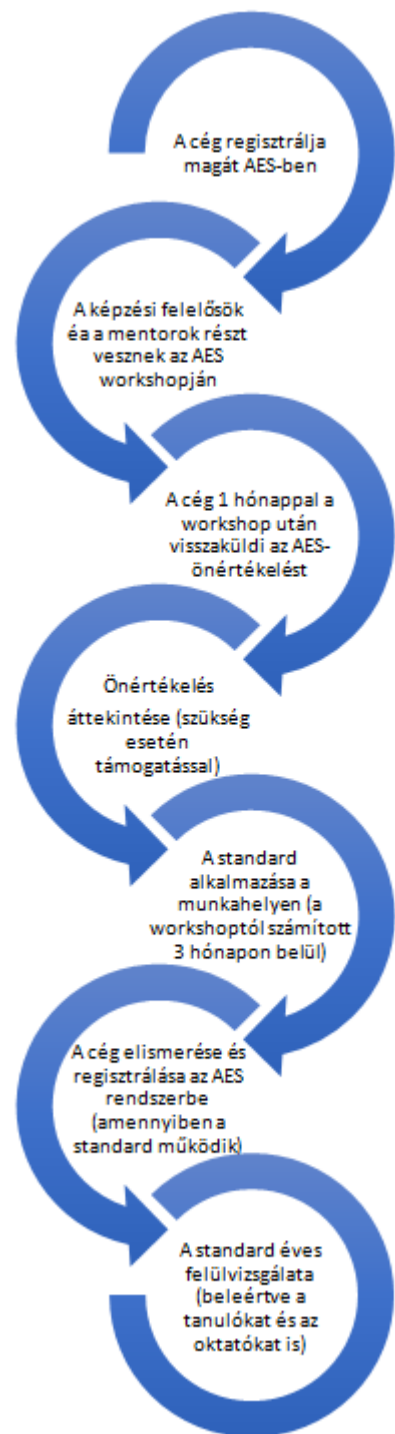 A cég regisztrálja
magát AES-ben
A képzési felelősök
éa a mentorok részt
vesznek az AES
workshopján
A cég 1 hónappal a
workshop után
visszaküldi az AES-
önértékelést
Önértékelés
áttekintése (szükség
esetén
támogatással)
A standard
alkalmazása a
munkahelyen (a
workshoptól számított
3 hónapon belül)
A cég elismerése és
regisztrálása az AES
rendszerbe
(amennyiben a
standard működik)
A standard éves
felülvizsgálata
(beleértve a
tanulókat és az
oktatókat is)